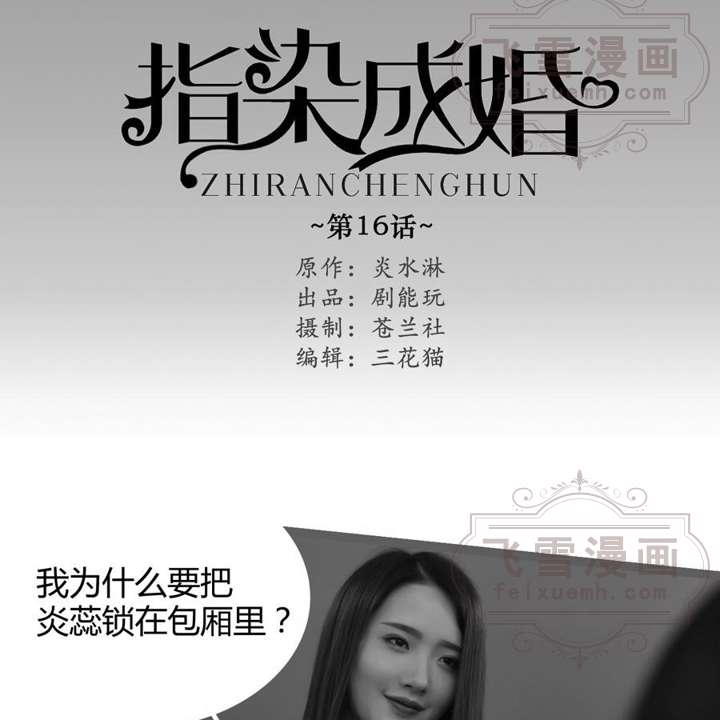 飞雪漫画
feixuemh.com
指染成婚
ZHIRANCHENGHUN
~第16话~
原作：炎水淋
出品：剧能玩
摄制：苍兰社
编辑：三花猫
飞雪漫画
feixuemh.com
我为什么要把
炎蕊锁在包厢里？